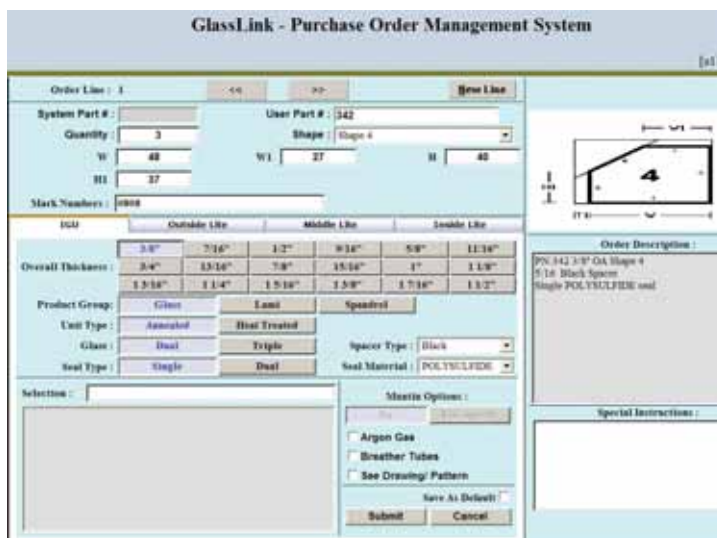 GlassLink - Purchase Order Management System
Order Line : 1 << >> New Line
System Part # : User Part # : 342
Quantity : 3 Shape : Shape 4
W 48 W1 27 H 40
H1 37
Mark Numbers :
IGU Outside Lite Middle Lite Inside Lite
3/8" 7/16" 1/2" 9/16" 5/8" 11/16"
Overall Thickness : 3/4" 13/16" 7/8" 15/16" 1" 1 1/8"
1 3/16" 1 1/4" 1 5/16" 1 3/8" 1 7/16" 1 1/2"
Product Group: Glass Lami Spandrel
Unit Type : Annealed Heat Treated
Glass : Dual Triple Spacer Type : Black
Seal Type : Single Dual Seal Material : POLYSULFIDE
Selection :
Muntin Options :
Argon Gas
Breather Tubes
See Drawing/ Pattern
Save As Default
Submit Cancel
4
Order Description :
PN 342 3/8" OA Shape 4
5/16 Black Spacer
Single POLYSULFIDE seal
Special Instructions :